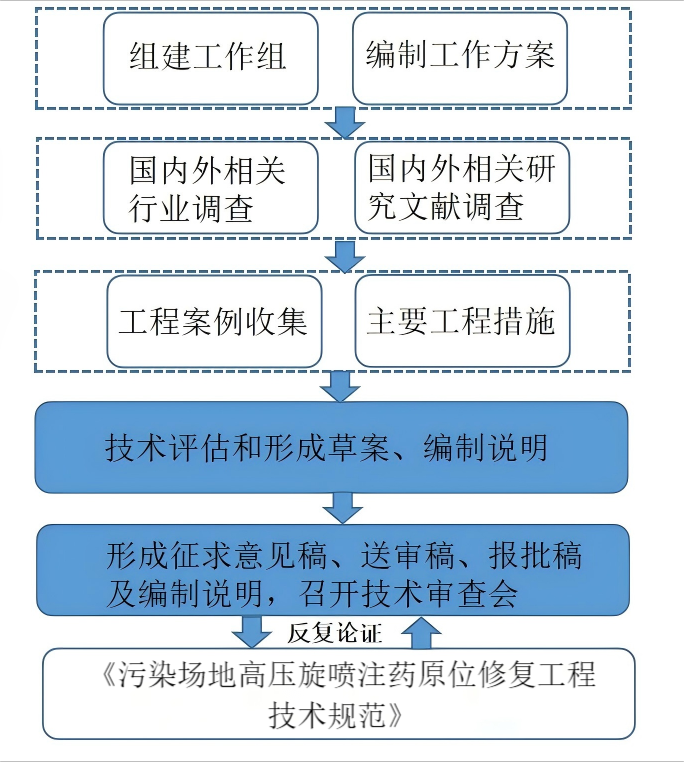 组建工作组
编制工作方案
国内外相关
行业调查
国内外相关研
究文献调查
工程案例收集
主要工程措施
技术评估和形成草案、编制说明
形成征求意见稿、送审稿、报批稿
及编制说明，召开技术审查会
反复论证
《污染场地高压旋喷注药原位修复工程
技术规范》